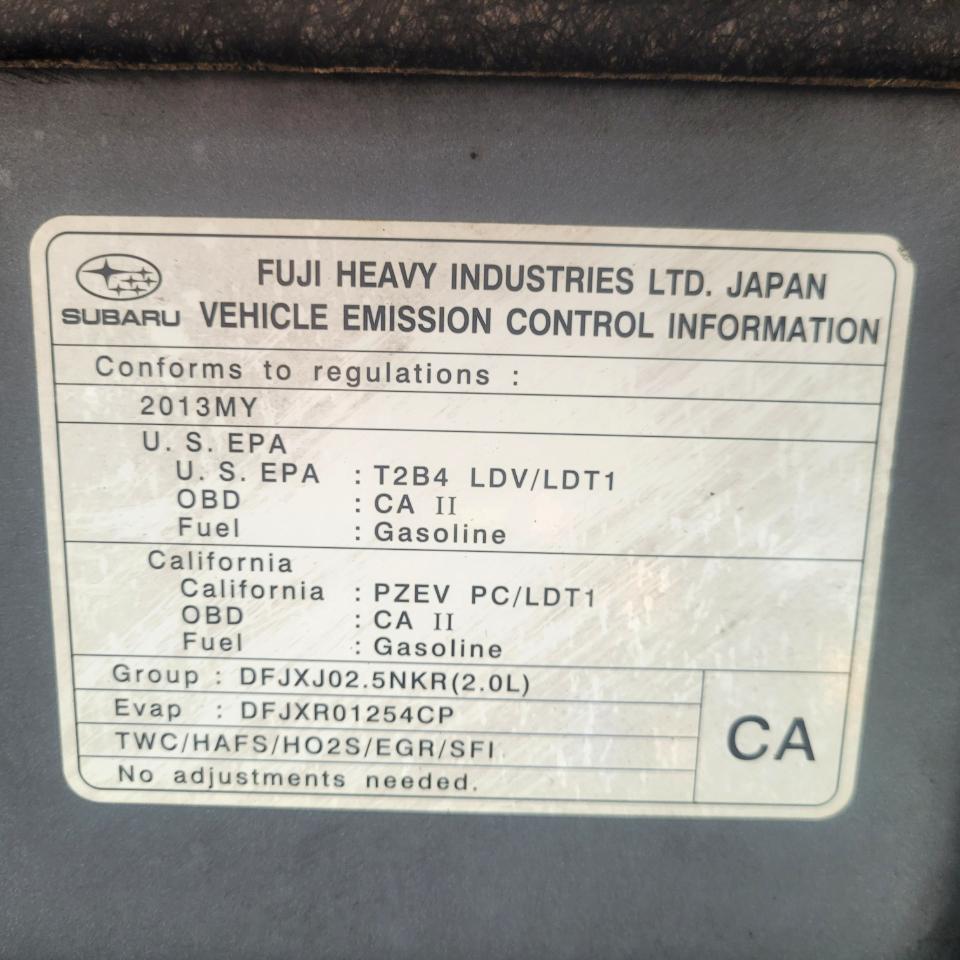 FUJI HEAVY INDUSTRIES LTD. JAPAN
SUBARU VEHICLE EMISSION CONTROL INFORMATION
Conforms to regulations :
2013MY
U. S. EPA
U. S. EPA : T2B4 LDV/LDT1
OBD : CA II
Fuel : Gasoline
California
California : PZEV PC/LDT1
OBD : CA II
Fuel : Gasoline
Group : DFJXJ02.5NKR(2.0L)
Evap : DFJXR01254CP
TWC/HAFS/HO2S/EGR/SFI
No adjustments needed.
CA